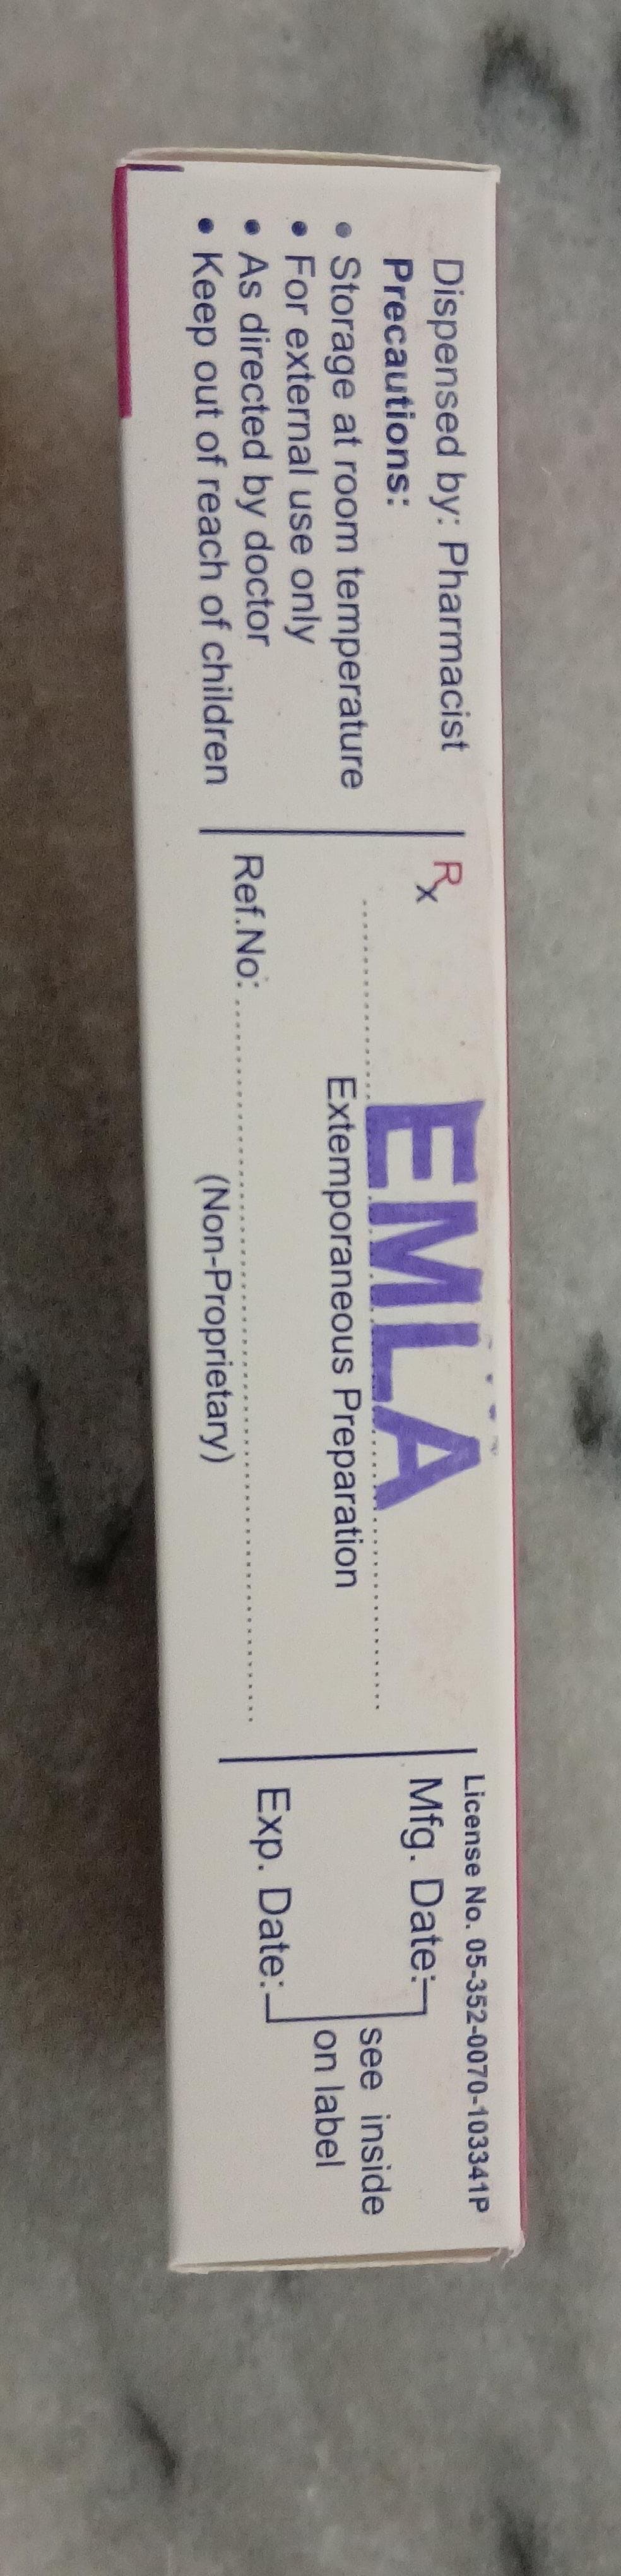 Dispensed by: Pharmacist
Precautions:
• Storage at room temperature
• For external use only
• As directed by doctor
• Keep out of reach of children
Rx
EMLA
Extemporaneous Preparation
Ref.No:
(Non-Proprietary)
License No. 05-352-0070-103341P
Mfg. Date:
see inside
on label
Exp. Date: